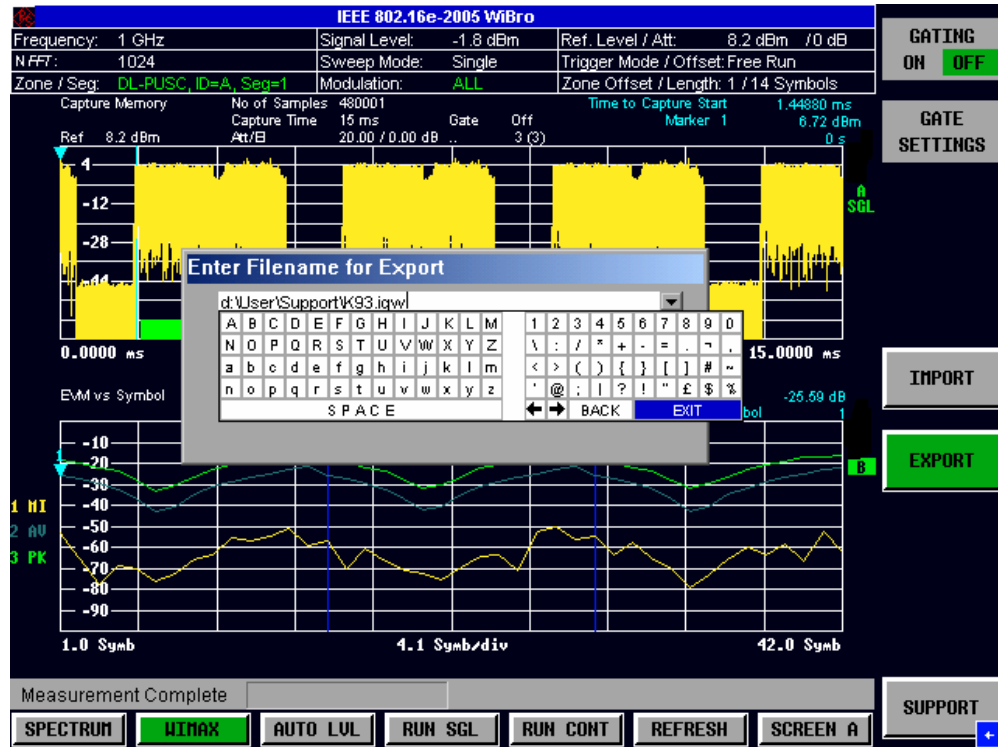 IEEE 802.16e-2005 WiBro
Frequency: 1 GHz Signal Level: -1.8 dBm Ref. Level / Att: 8.2 dBm / 0 dB
N FFT: 1024 Sweep Mode: Single Trigger Mode / Offset: Free Run
Zone / Seg: DL-PUSC, ID=A, Seg=1 Modulation: ALL Zone Offset / Length: 1 / 14 Symbols
Capture Memory No of Samples 480001 Time to Capture Start 1.44880 ms
Capture Time 15 ms Gate Off Marker 1 6.72 dBm
Ref 8.2 dBm Att/El 20.00 / 0.00 dB .. 3 (3) 0 s
4
-12
-28
-44
A
SGL
0.0000 ms 15.0000 ms
Enter Filename for Export
d:\User\Support\K93.iqw
A B C D E F G H I J K L M 1 2 3 4 5 6 7 8 9 0
N O P Q R S T U V W X Y Z \ : / * + - = . ¬ ,
a b c d e f g h i j k l m < > ( ) { } [ ] # ~
n o p q r s t u v w x y z ' @ ; | ? ! " £ $ %
SPACE ← → BACK EXIT
EVM vs Symbol -25.59 dB
bol 1
-10
-20
-30
-40
-50
-60
-70
-80
-90
1
B
1 MI
2 AV
3 PK
1.0 Symb 4.1 Symb/div 42.0 Symb
Measurement Complete
SPECTRUM WIMAX AUTO LVL RUN SGL RUN CONT REFRESH SCREEN A
GATING
ON OFF
GATE
SETTINGS
IMPORT
EXPORT
SUPPORT